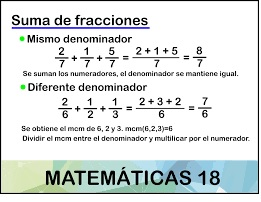 Suma de fracciones
Mismo denominador
2/7 + 1/7 + 5/7 = 2 + 1 + 5/7 = 8/7
Se suman los numeradores, el denominador se mantiene igual.
Diferente denominador
2/6 + 1/2 + 1/3 = 2 + 3 + 2/6 = 7/6
Se obtiene el mcm de 6, 2 y 3. mcm(6,2,3)=6
Dividir el mcm entre el denominador y multiplicar por el numerador.
MATEMÁTICAS 18